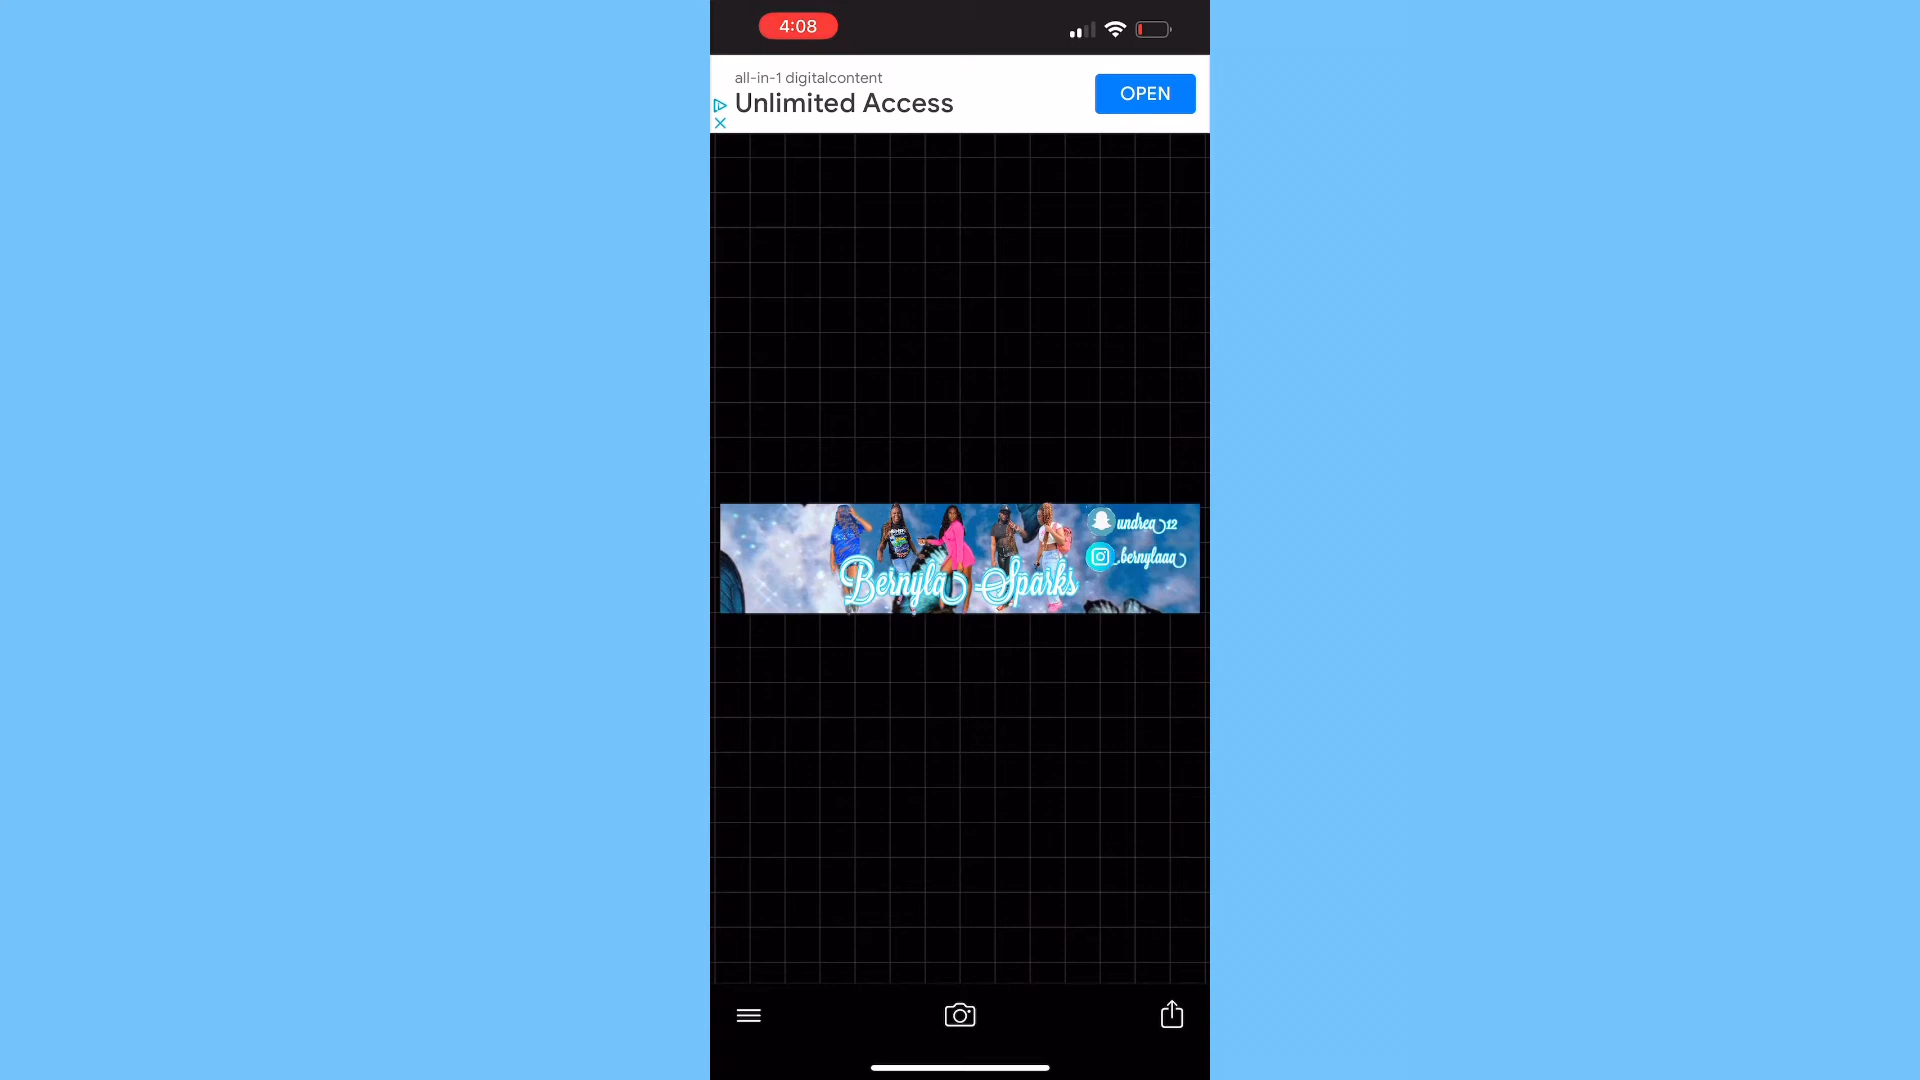 4:08
all-in-1 digitalcontent
Unlimited Access
OPEN
undrea_12
_.bernylaaa_
Bernyla Sparks